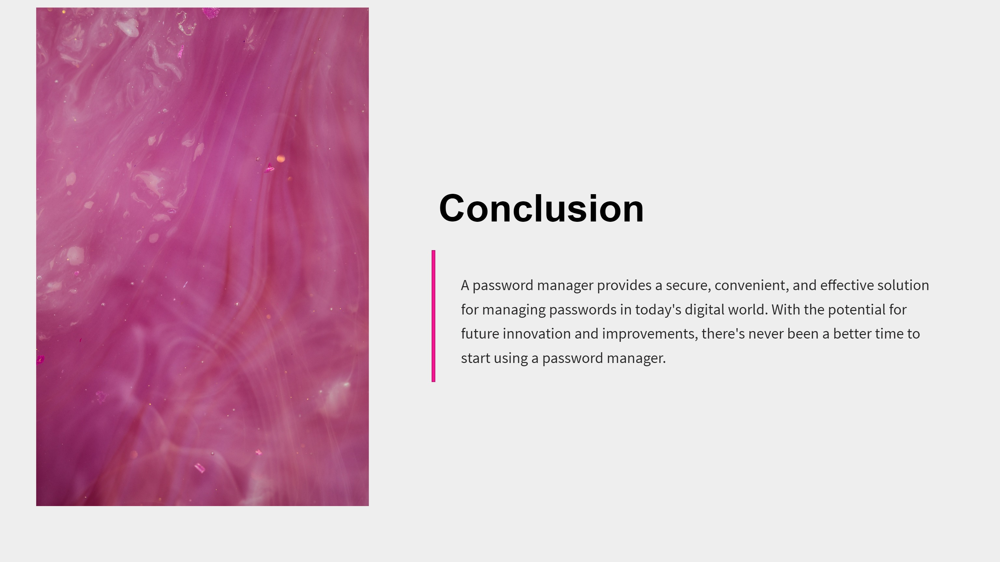 Conclusion
A password manager provides a secure, convenient, and effective solution
for managing passwords in today's digital world. With the potential for
future innovation and improvements, there's never been a better time to
start using a password manager.